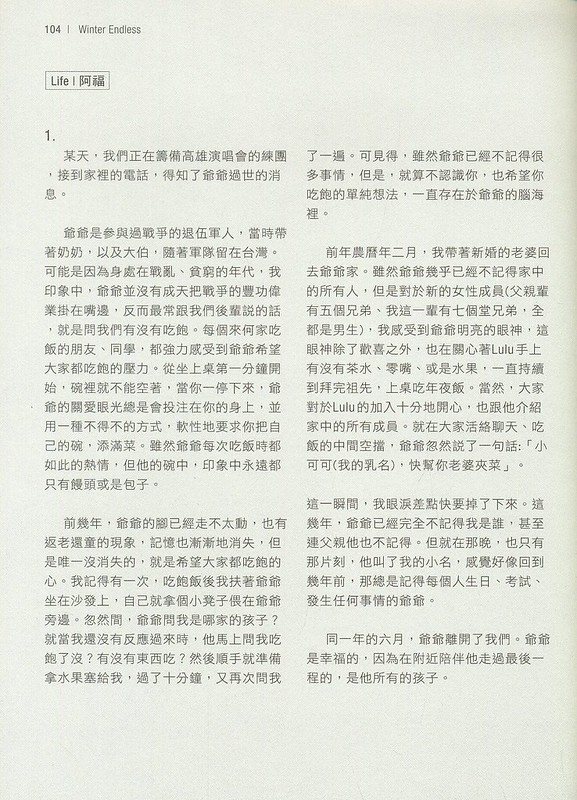 104 | Winter Endless
Life | 阿福
1.
某天，我們正在籌備高雄演唱會的練團
，接到家裡的電話，得知了爺爺過世的消
息。
爺爺是參與過戰爭的退伍軍人，當時帶
著奶奶，以及大伯，隨著軍隊留在台灣。
可能是因為身處在戰亂、貧窮的年代，我
印象中，爺爺並沒有成天把戰爭的豐功偉
業掛在嘴邊，反而最常跟我們後輩説的話
，就是問我們有沒有吃飽。每個來何家吃
飯的朋友、同學，都強力感受到爺爺希望
大家都吃飽的壓力。從坐上桌第一分鐘開
始，碗裡就不能空著，當你一停下來，爺
爺的關愛眼光總是會投注在你的身上，並
用一種不得不的方式，軟性地要求你把自
己的碗，添滿菜。雖然爺爺每次吃飯時都
如此的熱情，但他的碗中，印象中永遠都
只有饅頭或是包子。
前幾年，爺爺的腳已經走不太動，也有
返老還童的現象，記憶也漸漸地消失，但
是唯一沒消失的，就是希望大家都吃飽的
心。我記得有一次，吃飽飯後我扶著爺爺
坐在沙發上，自己就拿個小凳子偎在爺爺
旁邊。忽然間，爺爺問我是哪家的孩子？
就當我還沒有反應過來時，他馬上問我吃
飽了沒？有沒有東西吃？然後順手就準備
拿水果塞給我，過了十分鐘，又再次問我
了一遍。可見得，雖然爺爺已經不記得很
多事情，但是，就算不認識你，也希望你
吃飽的單純想法，一直存在於爺爺的腦海
裡。
前年農曆年二月，我帶著新婚的老婆回
去爺爺家。雖然爺爺幾乎已經不記得家中
的所有人，但是對於新的女性成員(父親輩
有五個兄弟、我這一輩有七個堂兄弟，全
都是男生)，我感受到爺爺明亮的眼神，這
眼神除了歡喜之外，也在關心著Lulu手上
有沒有茶水、零嘴、或是水果，一直持續
到拜完祖先，上桌吃年夜飯。當然，大家
對於Lulu的加入十分地開心，也跟他介紹
家中的所有成員。就在大家活絡聊天、吃
飯的中間空擋，爺爺忽然説了一句話:「小
可可(我的乳名)，快幫你老婆夾菜」。
這一瞬間，我眼淚差點快要掉了下來。這
幾年，爺爺已經完全不記得我是誰，甚至
連父親他也不記得。但就在那晚，也只有
那片刻，他叫了我的小名，感覺好像回到
幾年前，那總是記得每個人生日、考試、
發生任何事情的爺爺。
同一年的六月，爺爺離開了我們。爺爺
是幸福的，因為在附近陪伴他走過最後一
程的，是他所有的孩子。